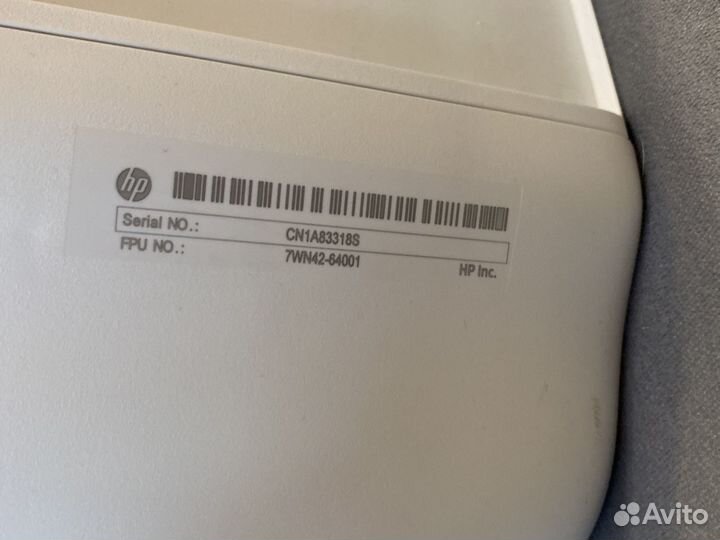 hp
Serial NO.: CN1A83318S
FPU NO.: 7WN42-64001 HP Inc.
Avito